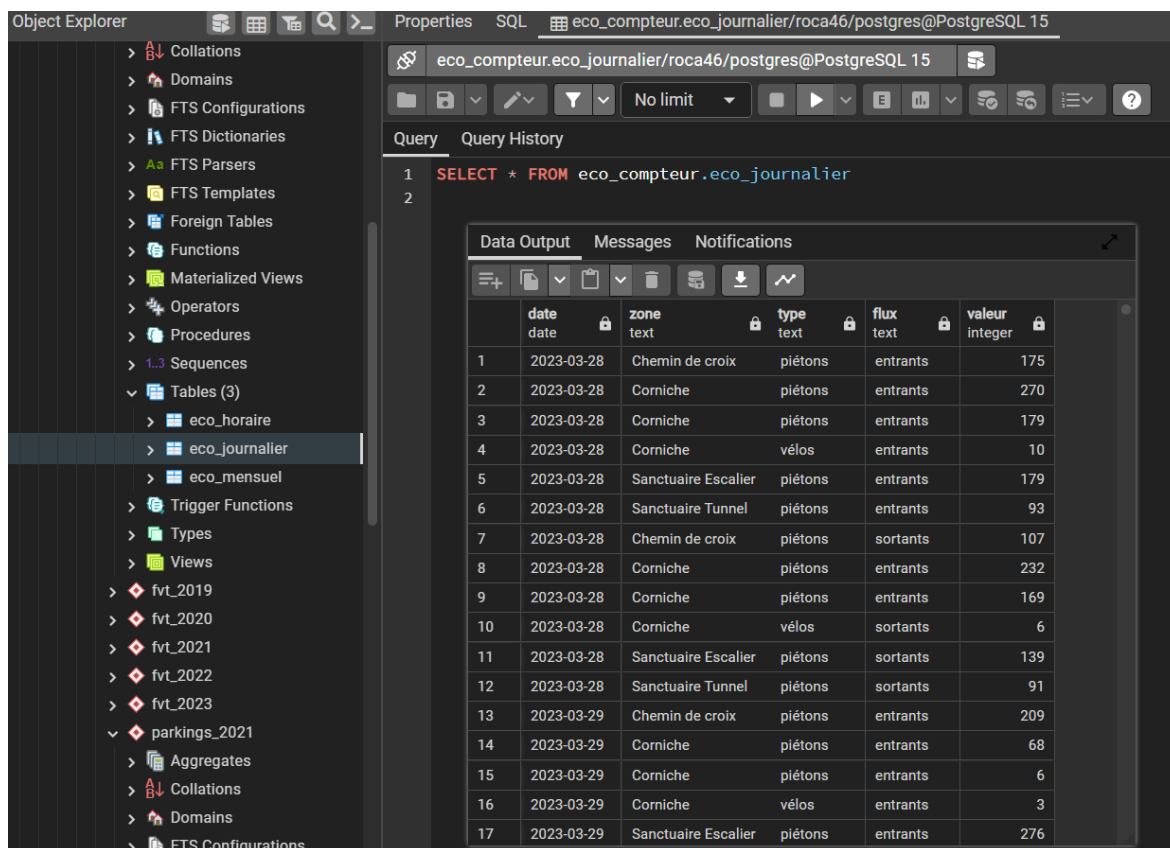 Object Explorer
Collations
Domains
FTS Configurations
FTS Dictionaries
Aa FTS Parsers
FTS Templates
Foreign Tables
Functions
Materialized Views
Operators
Procedures
1..3 Sequences
Tables (3)
eco_horaire
eco_journalier
eco_mensuel
Trigger Functions
Types
Views
fvt_2019
fvt_2020
fvt_2021
fvt_2022
fvt_2023
parkings_2021
Aggregates
Collations
Domains
FTS Configurations
Properties SQL eco_compteur.eco_journalier/roca46/postgres@PostgreSQL 15
eco_compteur.eco_journalier/roca46/postgres@PostgreSQL 15
No limit E ?
Query Query History
1 SELECT * FROM eco_compteur.eco_journalier
2
Data Output Messages Notifications
date zone type flux valeur
date text text text integer
1 2023-03-28 Chemin de croix piétons entrants 175
2 2023-03-28 Corniche piétons entrants 270
3 2023-03-28 Corniche piétons entrants 179
4 2023-03-28 Corniche vélos entrants 10
5 2023-03-28 Sanctuaire Escalier piétons entrants 179
6 2023-03-28 Sanctuaire Tunnel piétons entrants 93
7 2023-03-28 Chemin de croix piétons sortants 107
8 2023-03-28 Corniche piétons entrants 232
9 2023-03-28 Corniche piétons entrants 169
10 2023-03-28 Corniche vélos sortants 6
11 2023-03-28 Sanctuaire Escalier piétons sortants 139
12 2023-03-28 Sanctuaire Tunnel piétons sortants 91
13 2023-03-29 Chemin de croix piétons entrants 209
14 2023-03-29 Corniche piétons entrants 68
15 2023-03-29 Corniche piétons entrants 6
16 2023-03-29 Corniche vélos entrants 3
17 2023-03-29 Sanctuaire Escalier piétons entrants 276